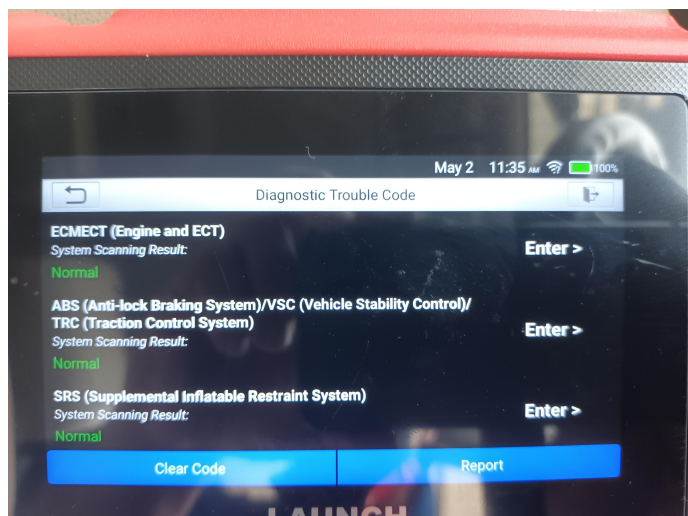 May 2 11:35 AM 100%
Diagnostic Trouble Code
ECMECT (Engine and ECT)
System Scanning Result:
Enter >
Normal
ABS (Anti-lock Braking System)/VSC (Vehicle Stability Control)/
TRC (Traction Control System)
Enter >
System Scanning Result:
Normal
SRS (Supplemental Inflatable Restraint System)
System Scanning Result:
Enter >
Normal
Clear Code Report
LAUNCH